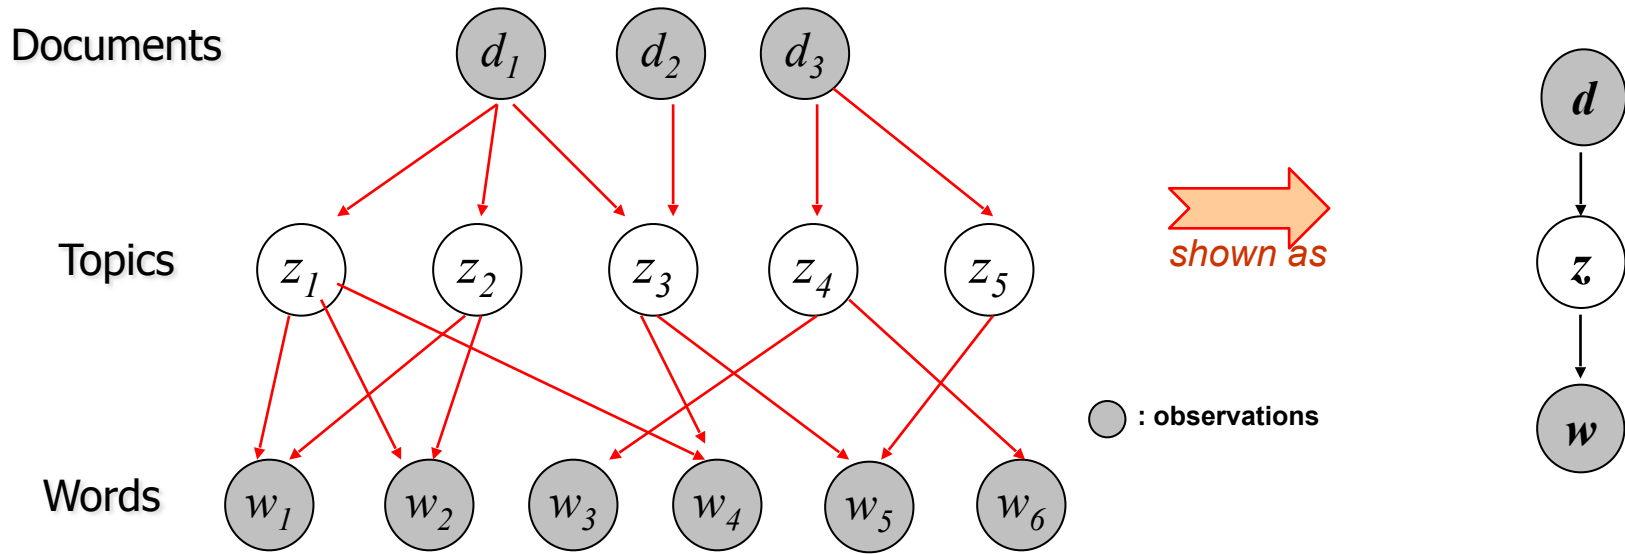 Documents d1 d2 d3 d
Topics z1 z2 z3 z4 z5 z
shown as
: observations
Words w1 w2 w3 w4 w5 w6 w